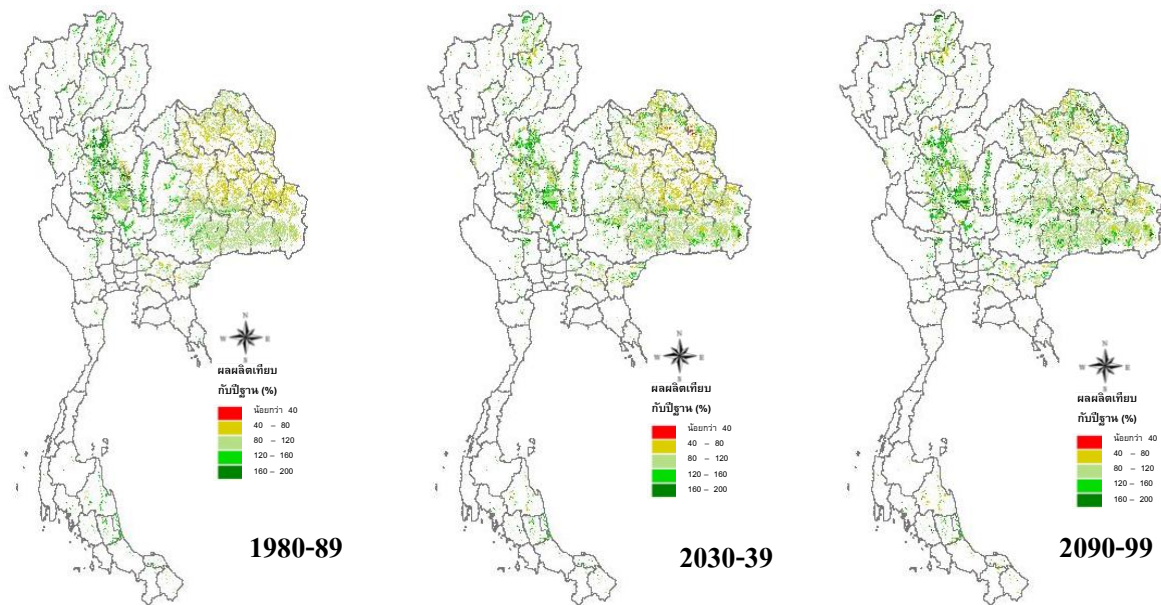 N
W E
S
ผลผลิตเทียบ
กับปีฐาน (%)
น้อยกว่า 40
40 – 80
80 – 120
120 – 160
160 – 200
1980-89
N
W E
S
ผลผลิตเทียบ
กับปีฐาน (%)
น้อยกว่า 40
40 – 80
80 – 120
120 – 160
160 – 200
2030-39
N
W E
S
ผลผลิตเทียบ
กับปีฐาน (%)
น้อยกว่า 40
40 – 80
80 – 120
120 – 160
160 – 200
2090-99